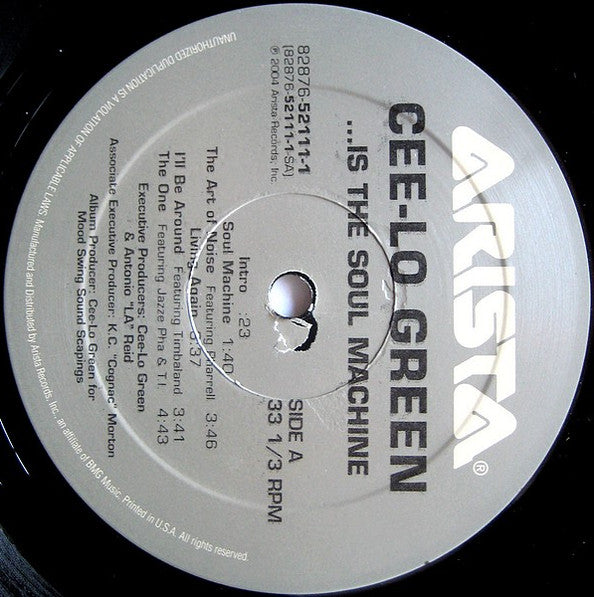 ARISTA®
CEE-LO GREEN
...IS THE SOUL MACHINE
82876-52111-1
(82876-52111-1-SA)
℗ 2004 Arista Records, Inc.
SIDE A
33 1/3 RPM
Intro :23
Soul Machine 1:40
The Art of Noise Featuring Pharrell 3:46
Living Again 3:37
I'll Be Around Featuring Timbaland 3:41
The One Featuring Jazze Pha & T.I. 4:43
Executive Producers: Cee-Lo Green
& Antonio "LA" Reid
Associate Executive Producer: K.C. "Cognac" Morton
Album Producer: Cee-Lo Green for
Mood Swing Sound Scapings
UNAUTHORIZED DUPLICATION IS A VIOLATION OF APPLICABLE LAWS. Manufactured and Distributed by Arista Records, Inc., an affiliate of BMG Music. Printed in U.S.A. All rights reserved.